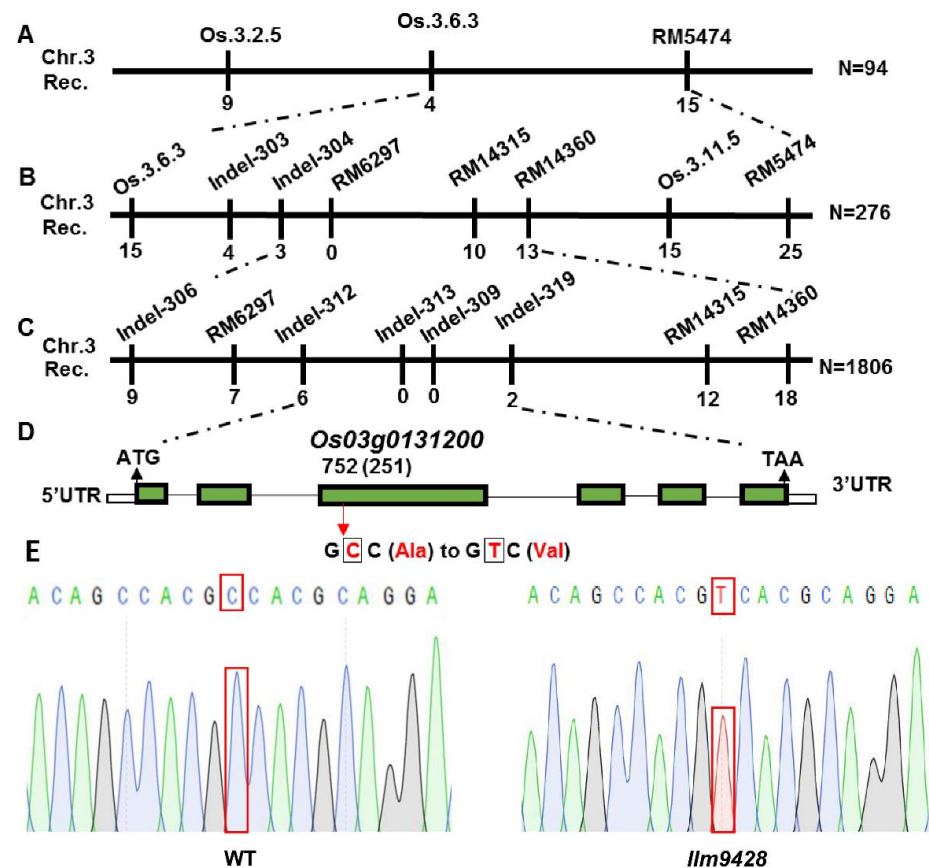 A
Os.3.2.5 Os.3.6.3 RM5474
Chr.3
Rec.
N=94
9 4 15
B
Os.3.6.3 Indel-303 Indel-304 RM6297 RM14315 RM14360 Os.3.11.5 RM5474
Chr.3
Rec.
N=276
15 4 3 0 10 13 15 25
C
Indel-306 RM6297 Indel-312 Indel-313 Indel-309 Indel-319 RM14315 RM14360
Chr.3
Rec.
N=1806
9 7 6 0 0 2 12 18
D
Os03g0131200
ATG 752 (251) TAA
5'UTR 3'UTR
G C C (Ala) to G T C (Val)
E
A C A G C C A C G C C A C G C A G G A
A C A G C C A C G T C A C G C A G G A
WT llm9428